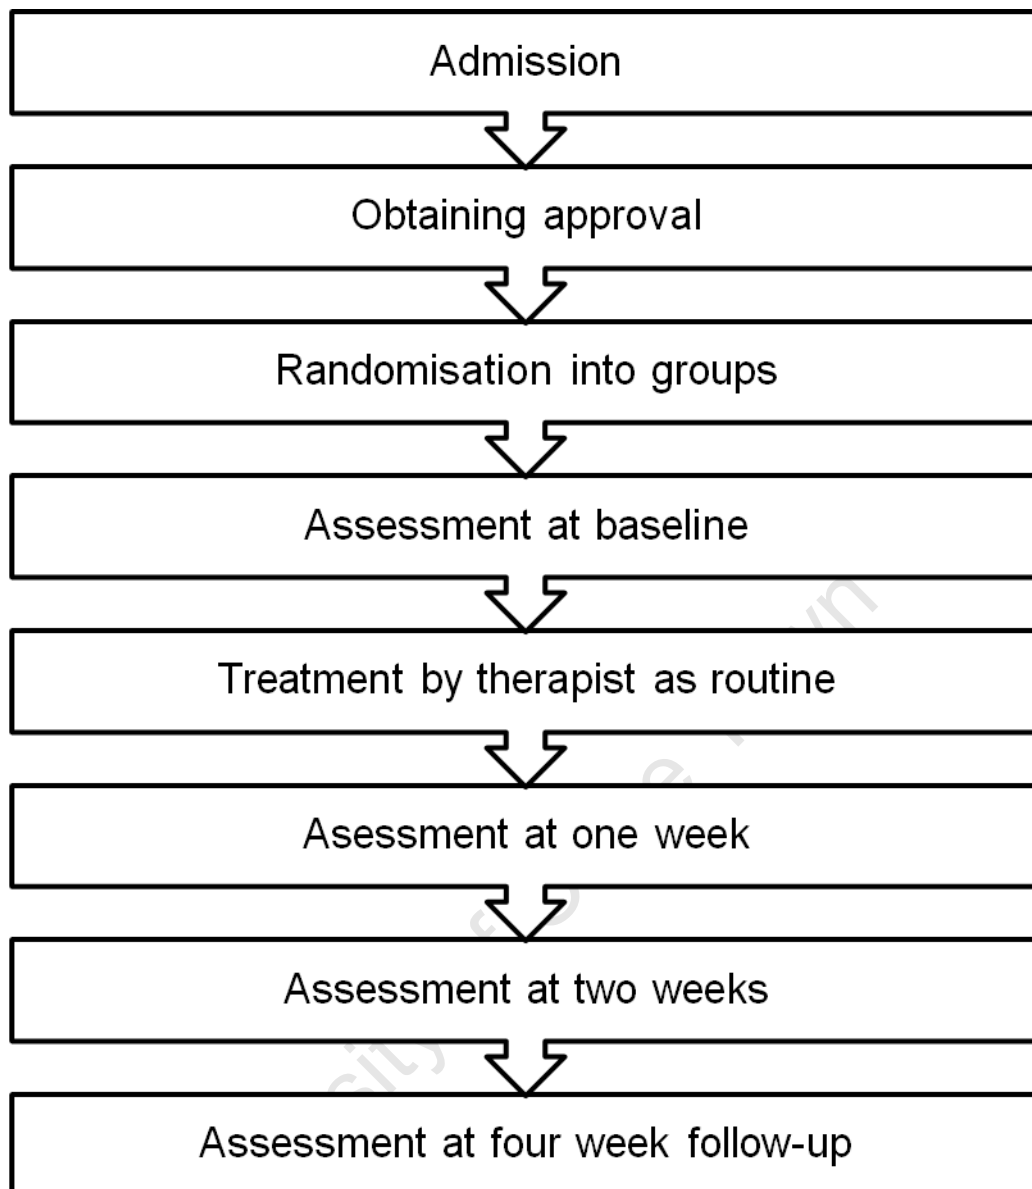 Admission
Obtaining approval
Randomisation into groups
Assessment at baseline
Treatment by therapist as routine
Asessment at one week
Assessment at two weeks
Assessment at four week follow-up